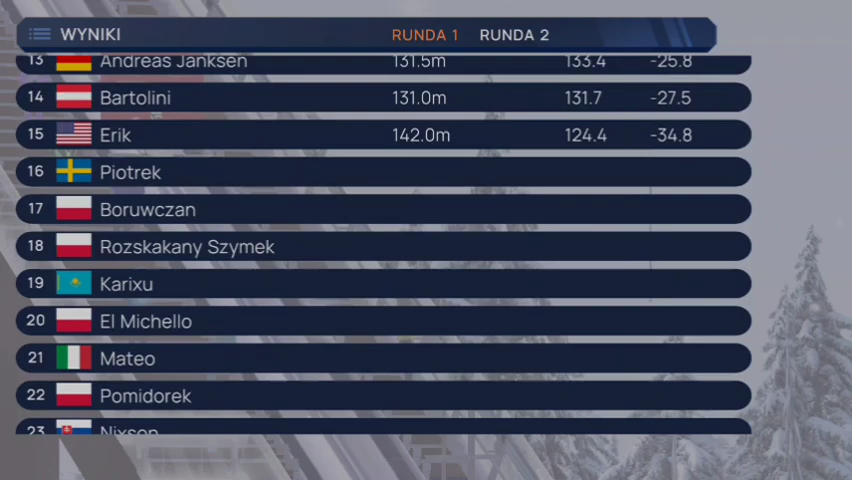 WYNIKI RUNDA 1 RUNDA 2
13 Andreas Janksen 131.5m 133.4 -25.8
14 Bartolini 131.0m 131.7 -27.5
15 Erik 142.0m 124.4 -34.8
16 Piotrek
17 Boruwczan
18 Rozskakany Szymek
19 Karixu
20 El Michello
21 Mateo
22 Pomidorek
23 Nixson